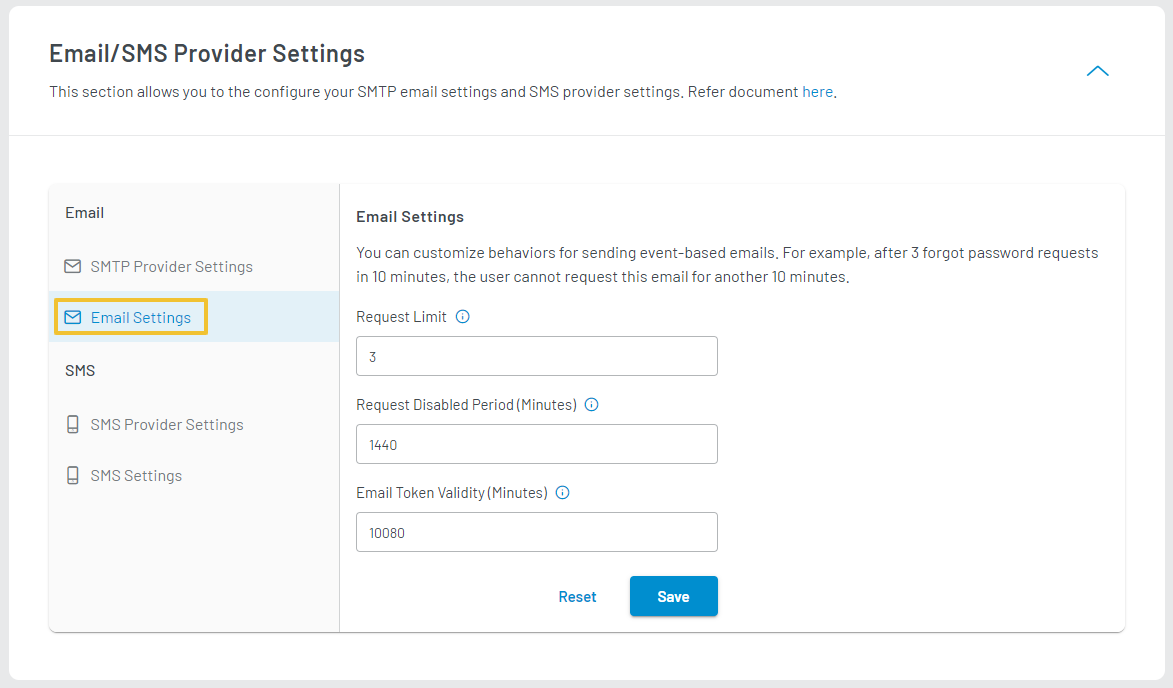 Email/SMS Provider Settings
This section allows you to the configure your SMTP email settings and SMS provider settings. Refer document here.
Email
SMTP Provider Settings
Email Settings
SMS
SMS Provider Settings
SMS Settings
Email Settings
You can customize behaviors for sending event-based emails. For example, after 3 forgot password requests
in 10 minutes, the user cannot request this email for another 10 minutes.
Request Limit
3
Request Disabled Period (Minutes)
1440
Email Token Validity (Minutes)
10080
Reset
Save